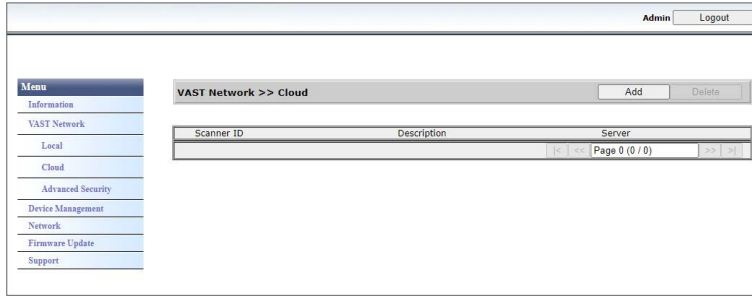 Admin Logout
Menu
Information
VAST Network
Local
Cloud
Advanced Security
Device Management
Network
Firmware Update
Support
VAST Network >> Cloud Add Delete
Scanner ID Description Server
|< << Page 0 (0 / 0) >> >|